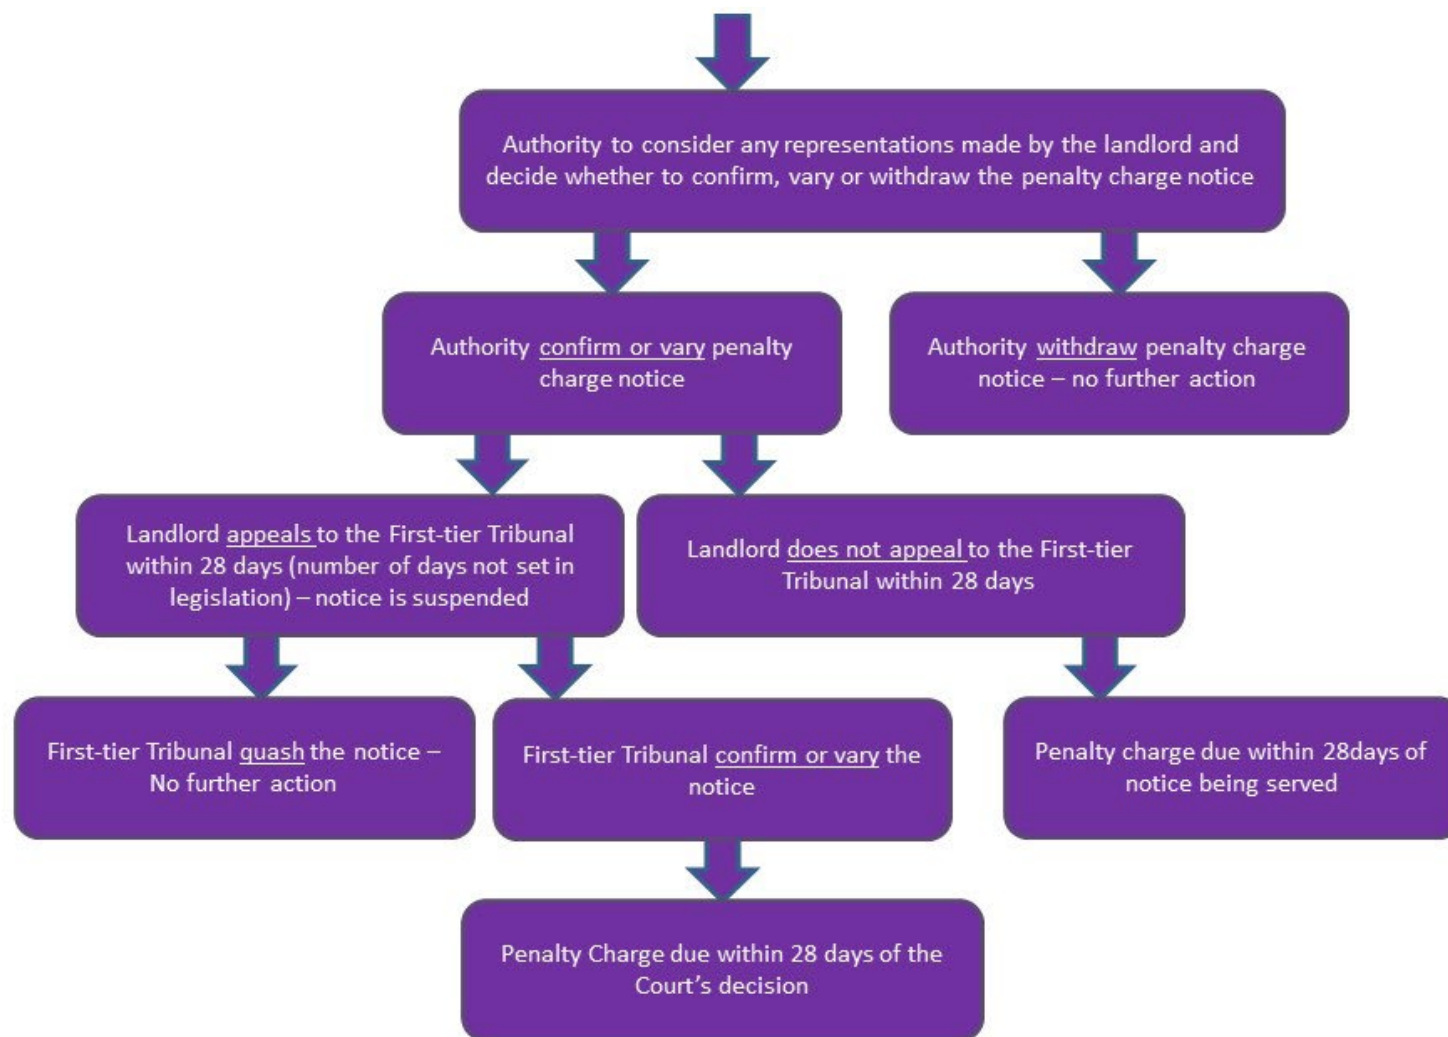 Authority to consider any representations made by the landlord and
decide whether to confirm, vary or withdraw the penalty charge notice
Authority confirm or vary penalty
charge notice
Authority withdraw penalty charge
notice – no further action
Landlord appeals to the First-tier Tribunal
within 28 days (number of days not set in
legislation) – notice is suspended
Landlord does not appeal to the First-tier
Tribunal within 28 days
First-tier Tribunal quash the notice –
No further action
First-tier Tribunal confirm or vary the
notice
Penalty charge due within 28days of
notice being served
Penalty Charge due within 28 days of the
Court’s decision